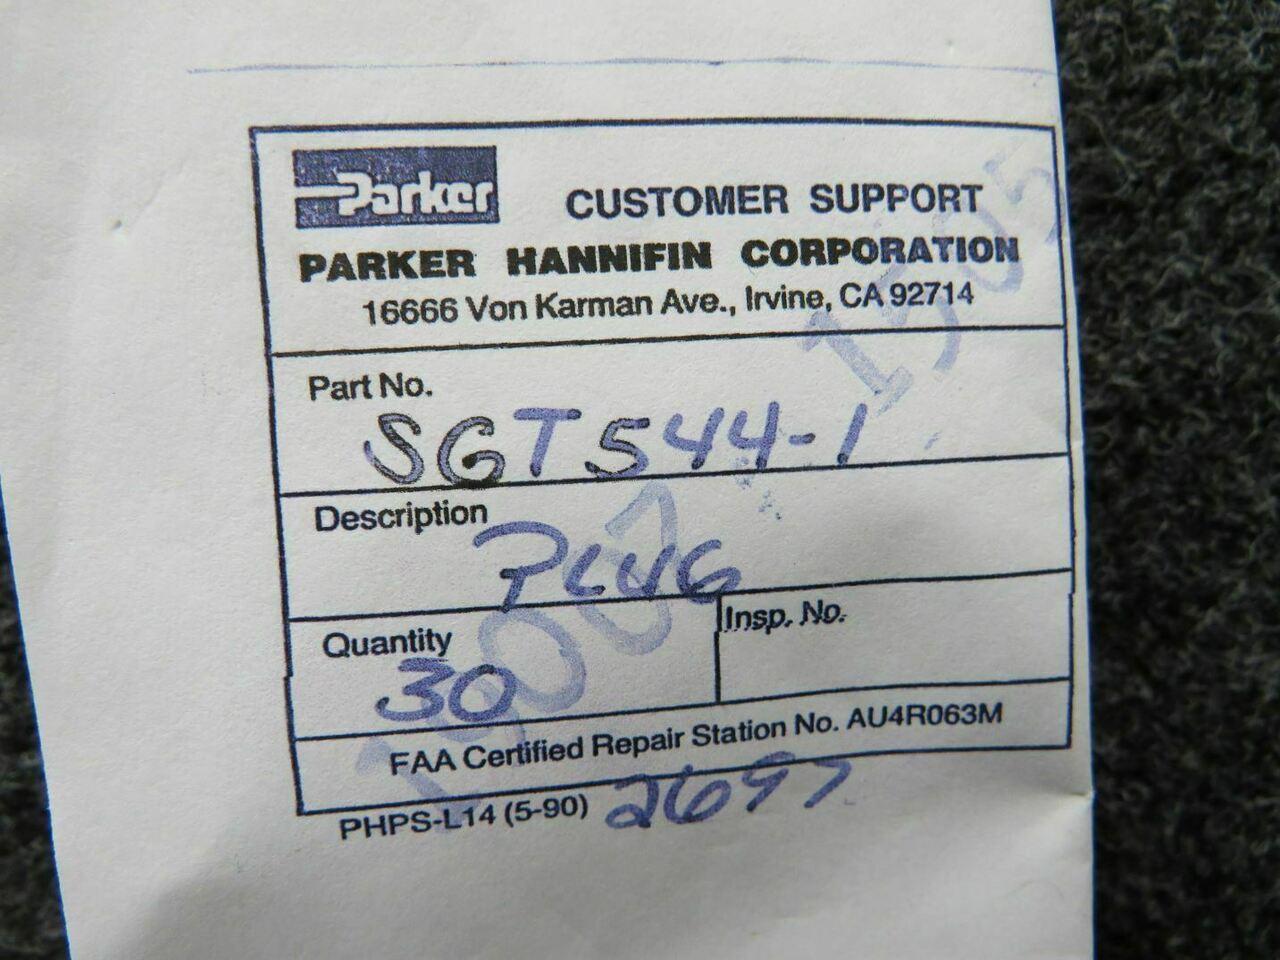 Parker CUSTOMER SUPPORT
PARKER HANNIFIN CORPORATION
16666 Von Karman Ave., Irvine, CA 92714
Part No.
SGT544-1
Description
PLUG
Quantity
30
Insp. No.
FAA Certified Repair Station No. AU4R063M
PHPS-L14 (5-90) 2697